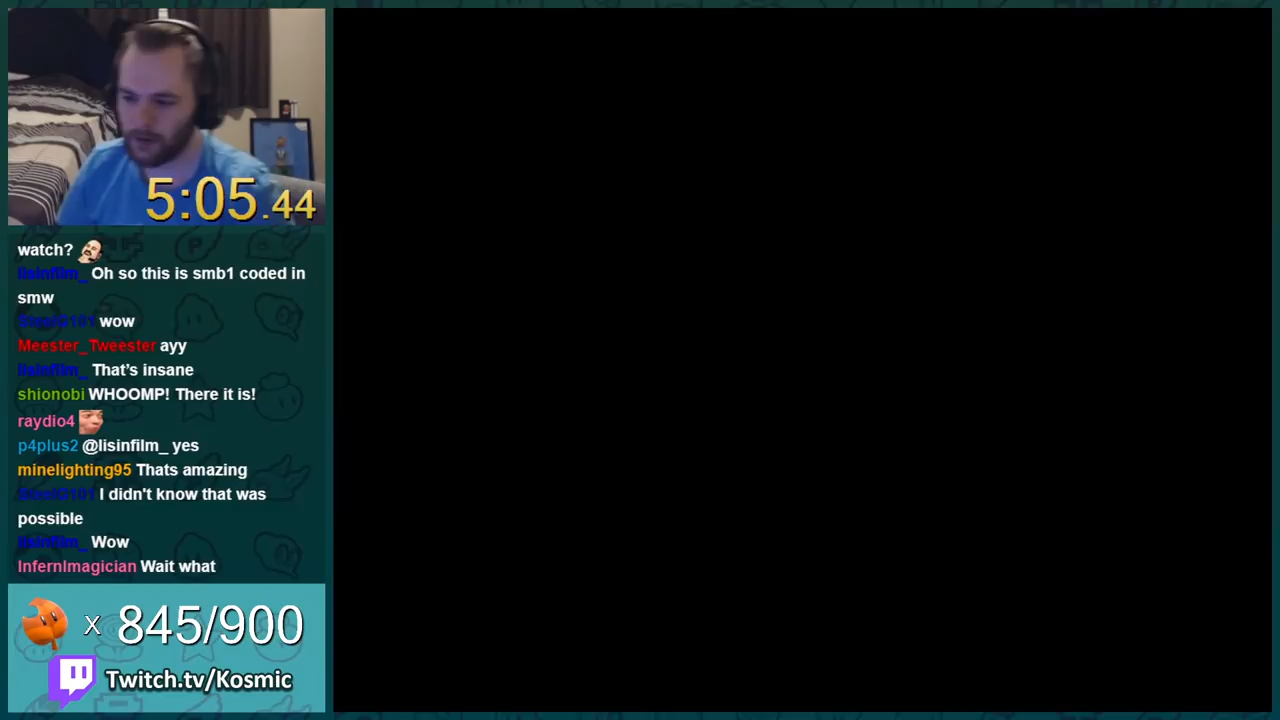 5:05.44
watch?
Oh so this is smb1 coded in
smw
wow
Meester_Tweester ayy
That's insane
shionobi WHOOMP! There it is!
raydio4
p4plus2 @lisinfilm_ yes
minelighting95 Thats amazing
I didn't know that was
possible
Wow
InfernImagician Wait what
x 845/900
Twitch.tv/Kosmic